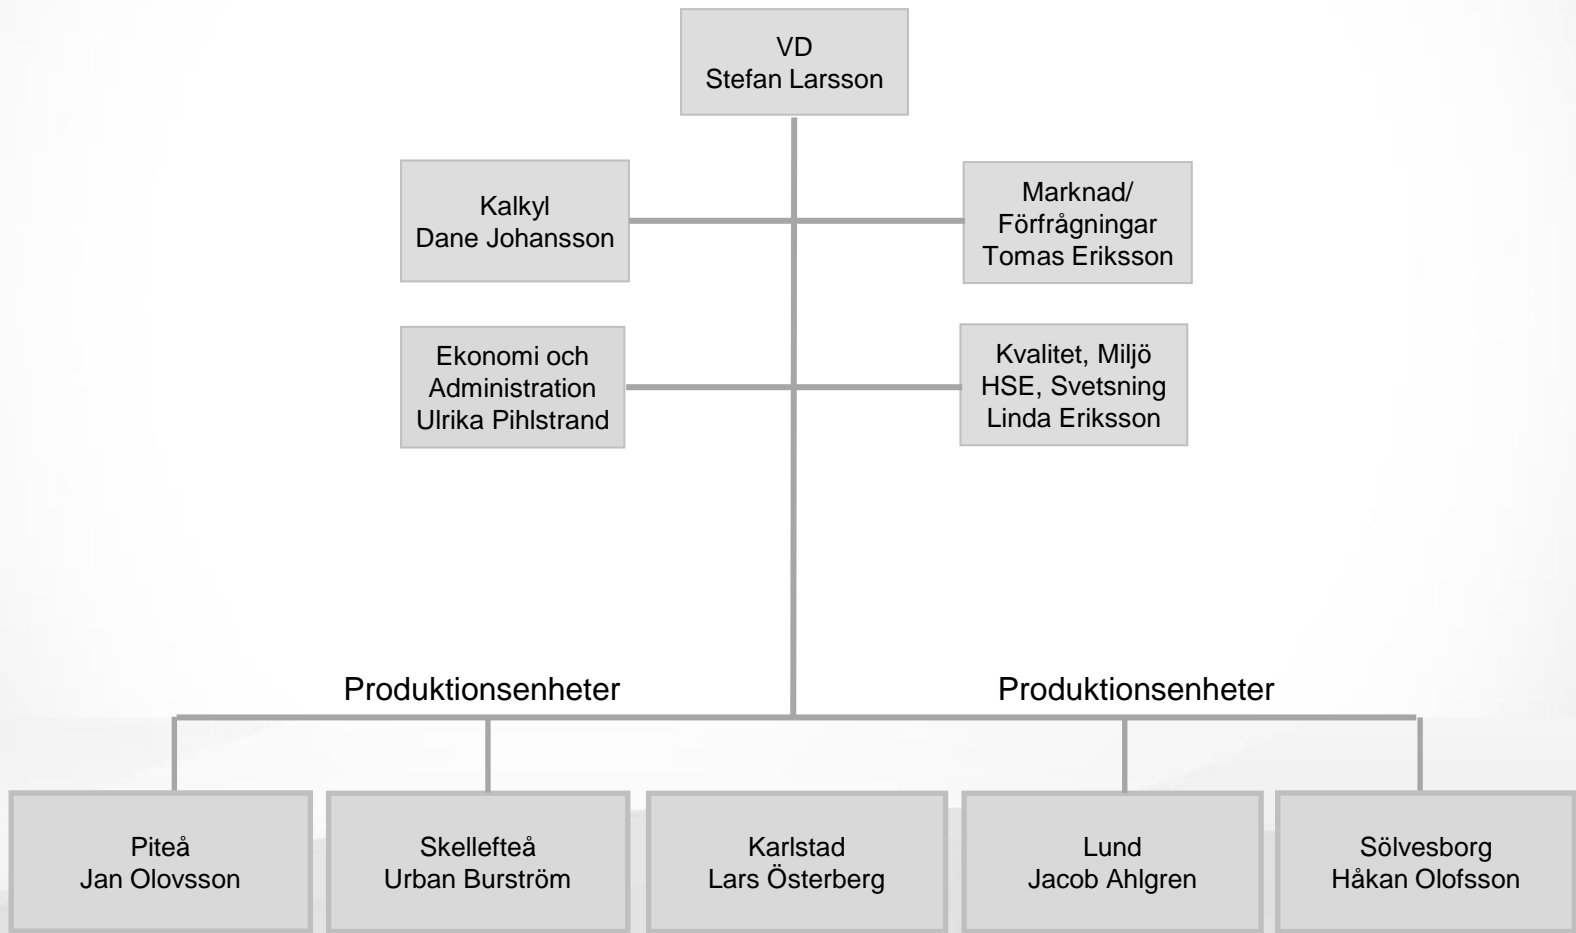 VD
Stefan Larsson
Kalkyl
Dane Johansson
Marknad/
Förfrågningar
Tomas Eriksson
Ekonomi och
Administration
Ulrika Pihlstrand
Kvalitet, Miljö
HSE, Svetsning
Linda Eriksson
Produktionsenheter
Produktionsenheter
Piteå
Jan Olovsson
Skellefteå
Urban Burström
Karlstad
Lars Österberg
Lund
Jacob Ahlgren
Sölvesborg
Håkan Olofsson